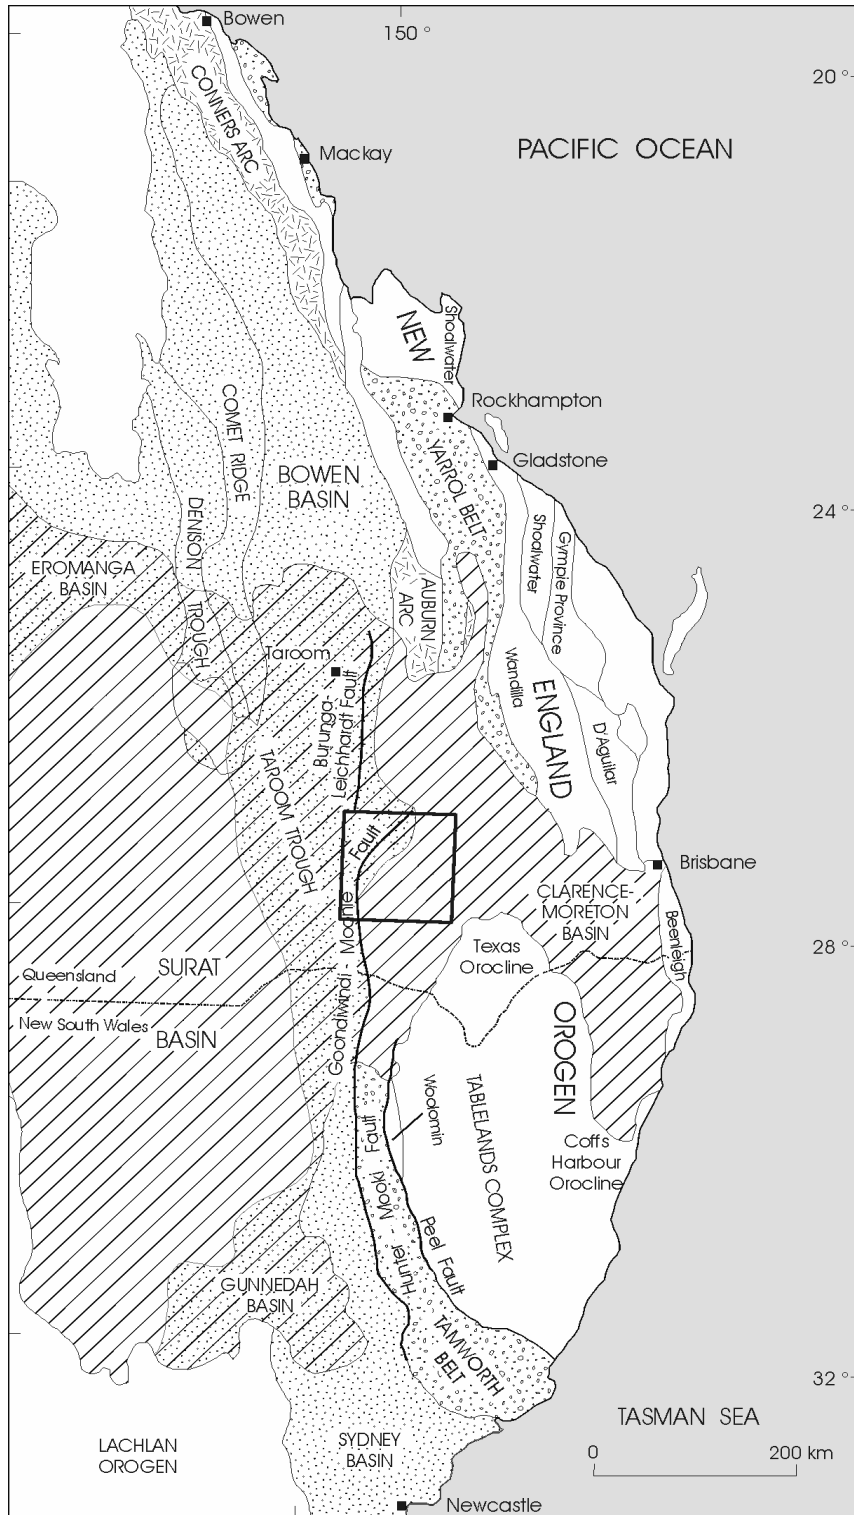 Bowen
150 °
20 °
CONNERS ARC
Mackay
PACIFIC OCEAN
NEW
Shoalwater
Rockhampton
COMET RIDGE
YARROL BELT
Gladstone
BOWEN
BASIN
DENISON
TROUGH
24 °
Shoalwater
Gympie Province
EROMANGA
BASIN
AUBURN
ARC
Taroom
Wandilla
ENGLAND
Burunga-
Leichhardt Fault
D'Aguilar
TAROOM TROUGH
Fault
Brisbane
CLARENCE-
MORETON
BASIN
Beenleigh
Texas
Orocline
28 °
Queensland
SURAT
Goondiwindi - Moonie
New South Wales
BASIN
OROGEN
Woolomin
TABLELANDS COMPLEX
Coffs
Harbour
Orocline
Hunter - Mooki Fault
Peel Fault
GUNNEDAH
BASIN
TAMWORTH
BELT
32 °
TASMAN SEA
LACHLAN
OROGEN
SYDNEY
BASIN
0 200 km
Newcastle